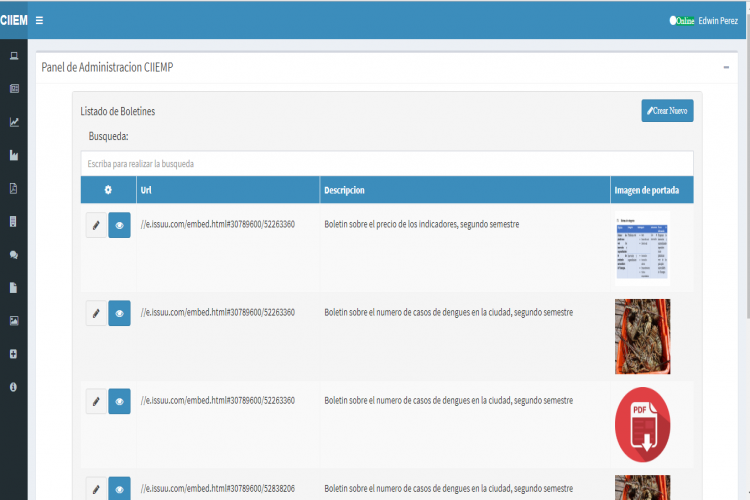 CIIEM
Online Edwin Perez
Panel de Administracion CIIEMP
Listado de Boletines
Crear Nuevo
Busqueda:
Escriba para realizar la busqueda
Url Descripcion Imagen de portada
//e.issuu.com/embed.html#30789600/52263360 Boletin sobre el precio de los indicadores, segundo semestre
//e.issuu.com/embed.html#30789600/52263360 Boletin sobre el numero de casos de dengues en la ciudad, segundo semestre
//e.issuu.com/embed.html#30789600/52263360 Boletin sobre el numero de casos de dengues en la ciudad, segundo semestre
PDF
//e.issuu.com/embed.html#30789600/52838206 Boletin sobre el numero de casos de dengues en la ciudad, segundo semestre